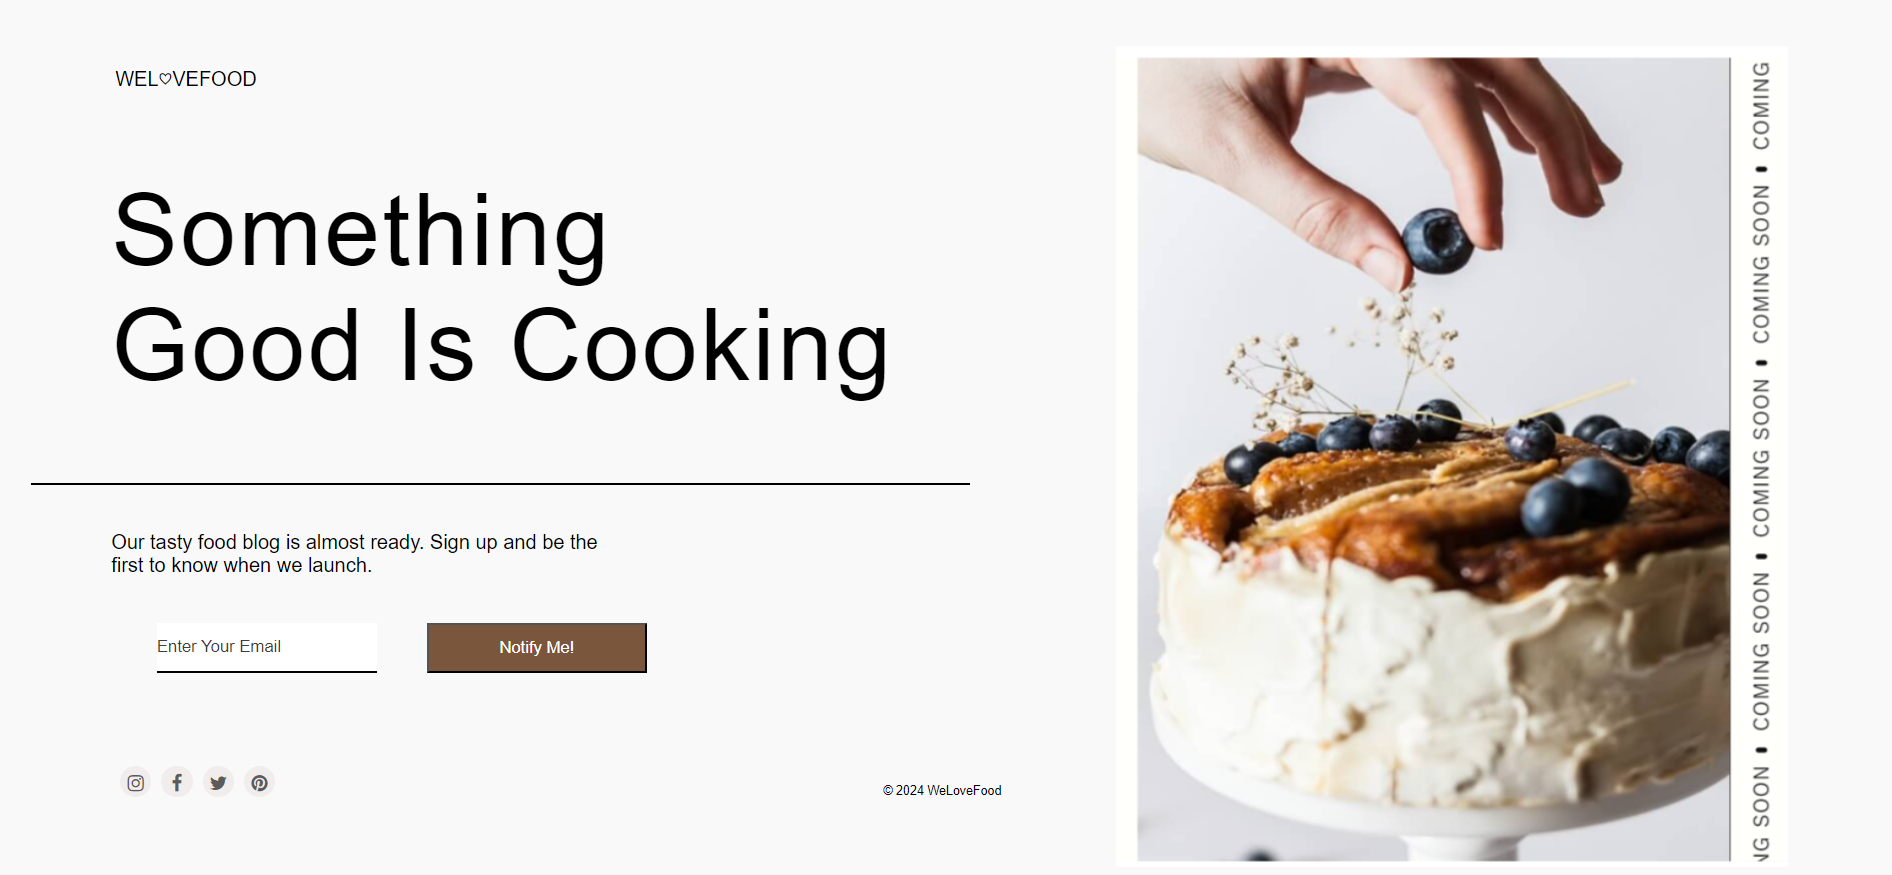 WEL♡VEFOOD
Something
Good Is Cooking
Our tasty food blog is almost ready. Sign up and be the
first to know when we launch.
Enter Your Email
Notify Me!
© 2024 WeLoveFood
NG SOON • COMING SOON • COMING SOON • COMING SOON • COMING